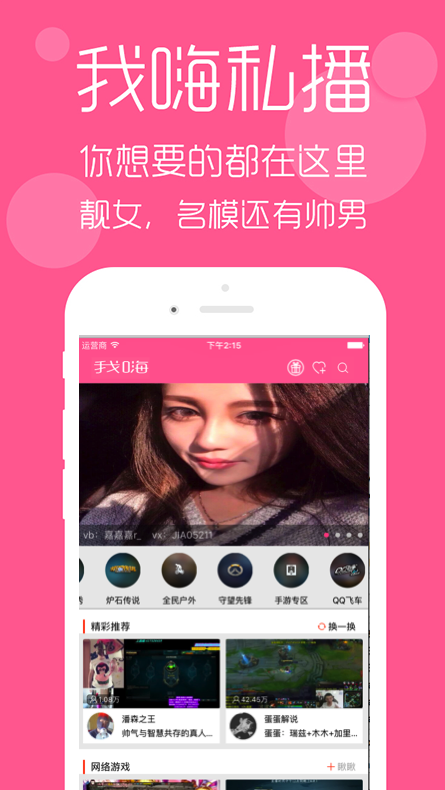 我嗨私播
你想要的都在这里
靓女，名模还有帅男
运营商
下午2:15
我嗨
vb：嘉嘉嘉r_ vx：JIA05211
秀 炉石传说 全民户外 守望先锋 手游专区 QQ飞车
精彩推荐
换一换
1.08万
42.45万
潘森之王
帅气与智慧共存的真人...
蛋蛋解说
蛋蛋：瑞兹+木木+加里...
网络游戏
瞅瞅